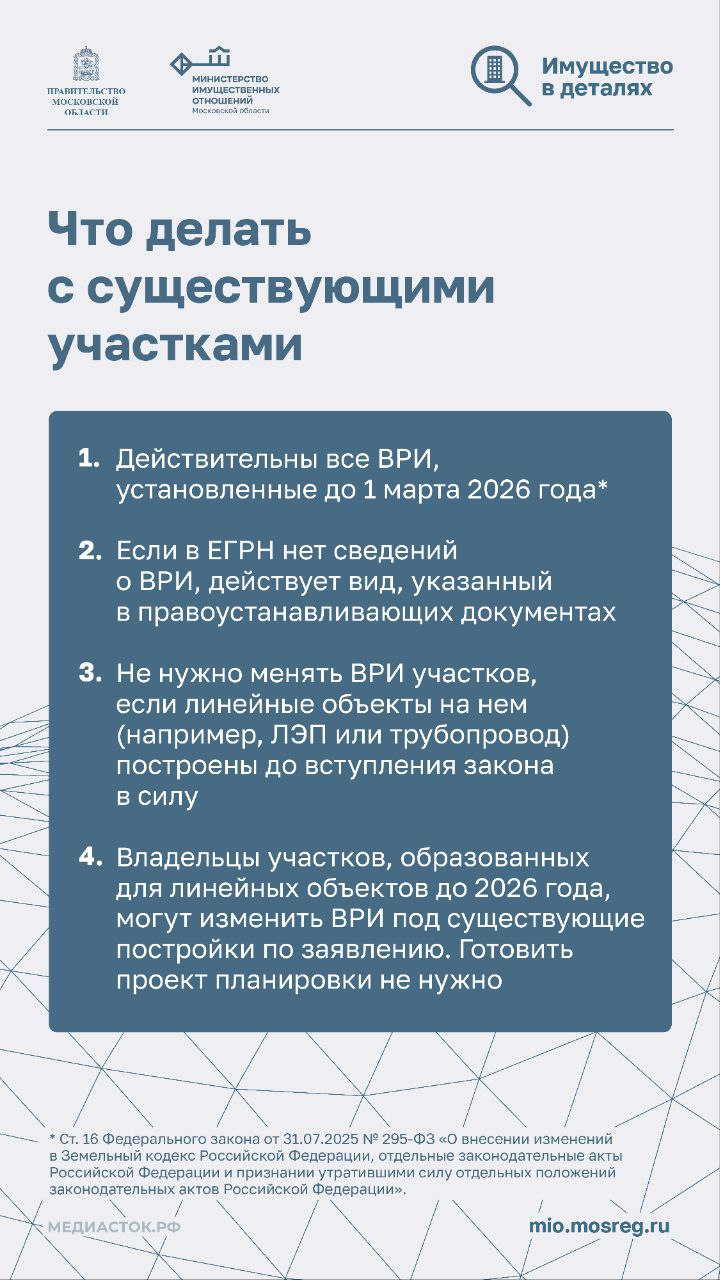 ПРАВИТЕЛЬСТВО
МОСКОВСКОЙ
ОБЛАСТИ
МИНИСТЕРСТВО
ИМУЩЕСТВЕННЫХ
ОТНОШЕНИЙ
Московской области
Имущество
в деталях
Что делать
с существующими
участками
1. Действительны все ВРИ,
установленные до 1 марта 2026 года*
2. Если в ЕГРН нет сведений
о ВРИ, действует вид, указанный
в правоустанавливающих документах
3. Не нужно менять ВРИ участков,
если линейные объекты на нем
(например, ЛЭП или трубопровод)
построены до вступления закона
в силу
4. Владельцы участков, образованных
для линейных объектов до 2026 года,
могут изменить ВРИ под существующие
постройки по заявлению. Готовить
проект планировки не нужно
* Ст. 16 Федерального закона от 31.07.2025 № 295-ФЗ «О внесении изменений
в Земельный кодекс Российской Федерации, отдельные законодательные акты
Российской Федерации и признании утратившими силу отдельных положений
законодательных актов Российской Федерации».
МЕДИАСТОК.РФ
mio.mosreg.ru